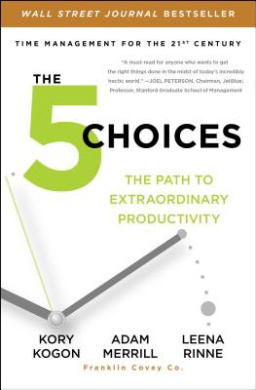 WALL STREET JOURNAL BESTSELLER
TIME MANAGEMENT FOR THE 21ST CENTURY
"A must-read for anyone who wants to get
the right things done in the midst of today's incredibly
hectic world." —JOEL PETERSON, Chairman, JetBlue;
Professor, Stanford Graduate School of Management
THE
5 CHOICES
THE PATH TO
EXTRAORDINARY
PRODUCTIVITY
KORY KOGON
ADAM MERRILL
LEENA RINNE
Franklin Covey Co.